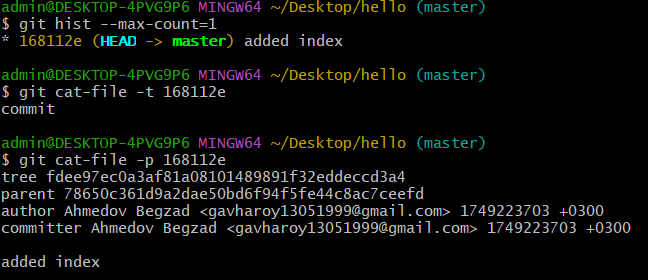 admin@DESKTOP-4PVG9P6 MINGW64 ~/Desktop/hello (master)
$ git hist --max-count=1
* 168112e (HEAD -> master) added index
admin@DESKTOP-4PVG9P6 MINGW64 ~/Desktop/hello (master)
$ git cat-file -t 168112e
commit
admin@DESKTOP-4PVG9P6 MINGW64 ~/Desktop/hello (master)
$ git cat-file -p 168112e
tree fdee97ec0a3af81a08101489891f32eddeccd3a4
parent 78650c361d9a2dae50bd6f94f5fe44c8ac7ceefd
author Ahmedov Begzad <gavharoy13051999@gmail.com> 1749223703 +0300
committer Ahmedov Begzad <gavharoy13051999@gmail.com> 1749223703 +0300
added index